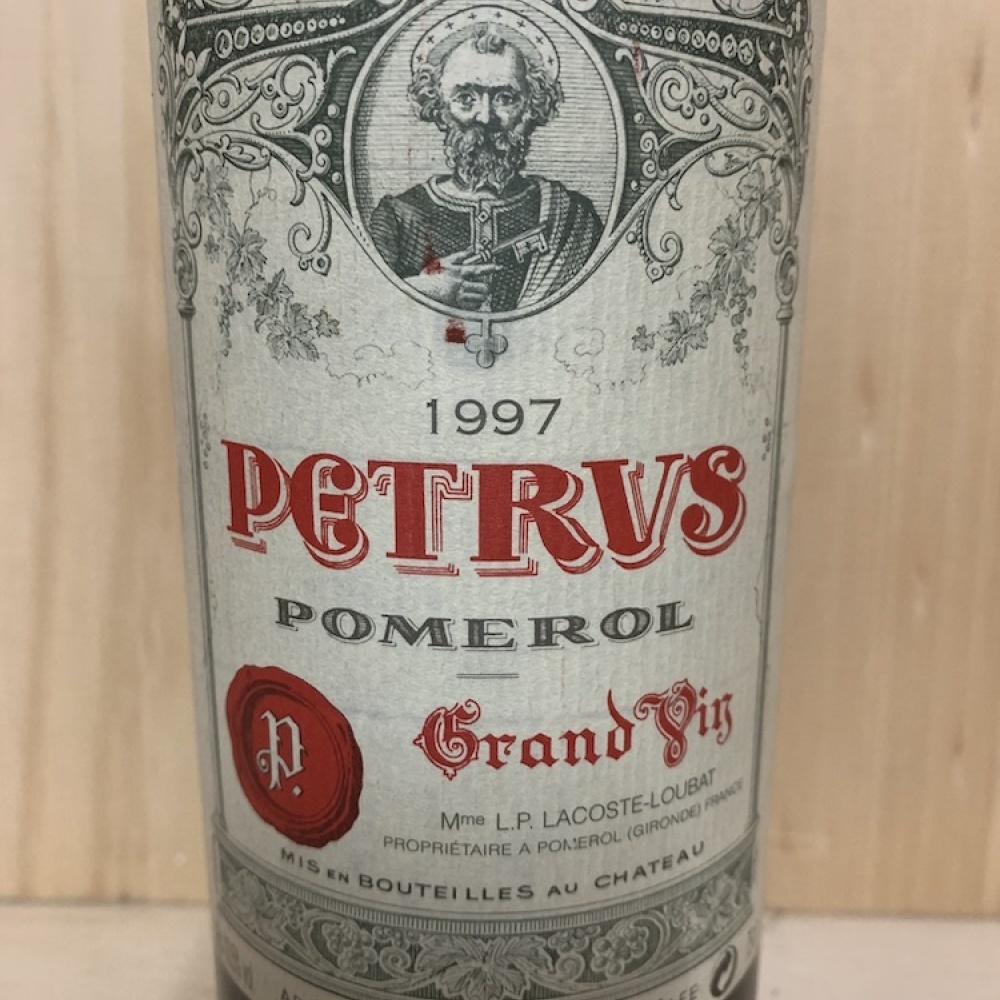 1997
PETRVS
POMEROL
P.
Grand Vin
Mme L.P. LACOSTE-LOUBAT
PROPRIÉTAIRE A POMEROL (GIRONDE) FRANCE
MIS EN BOUTEILLES AU CHATEAU